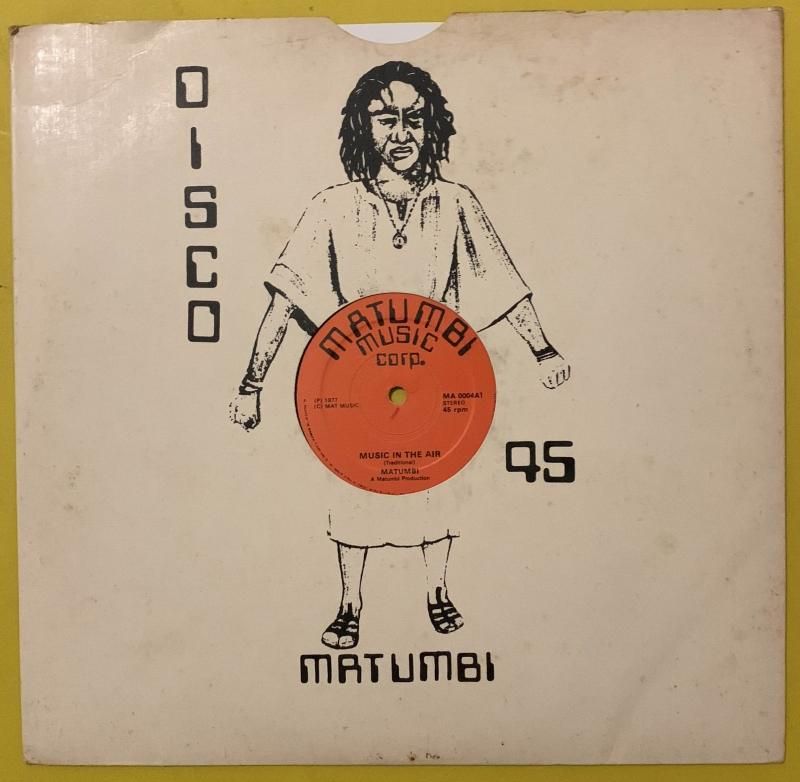 DISCO
MATUMBI
MUSIC
corp.
(P) 1977
(C) MAT MUSIC
MA 0004A1
STEREO
45 rpm
MUSIC IN THE AIR
(Traditional)
MATUMBI
A Matumbi Production
45
MATUMBI